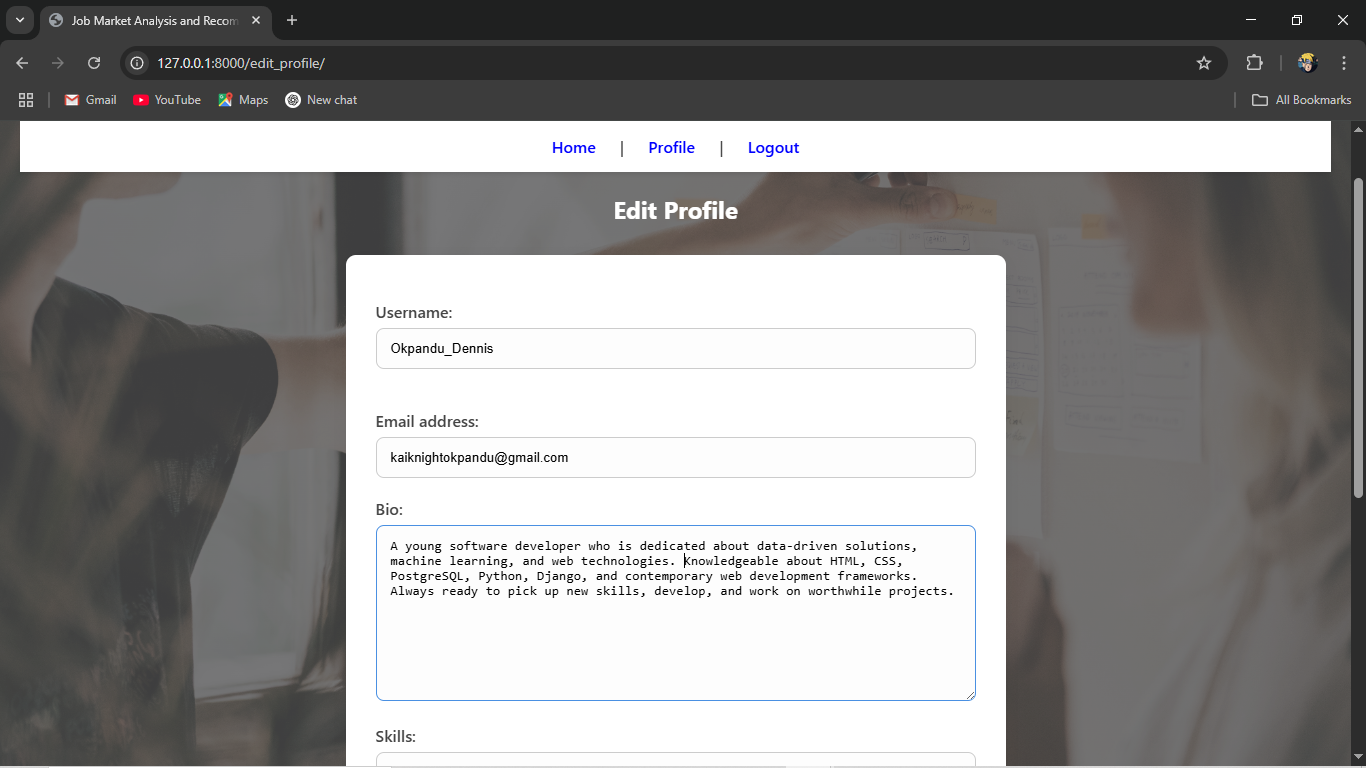 Job Market Analysis and Recom
127.0.0.1:8000/edit_profile/
Gmail
YouTube
Maps
New chat
All Bookmarks
Home | Profile | Logout
Edit Profile
Username:
Okpandu_Dennis
Email address:
kaiknightokpandu@gmail.com
Bio:
A young software developer who is dedicated about data-driven solutions,
machine learning, and web technologies. Knowledgeable about HTML, CSS,
PostgreSQL, Python, Django, and contemporary web development frameworks.
Always ready to pick up new skills, develop, and work on worthwhile projects.
Skills: